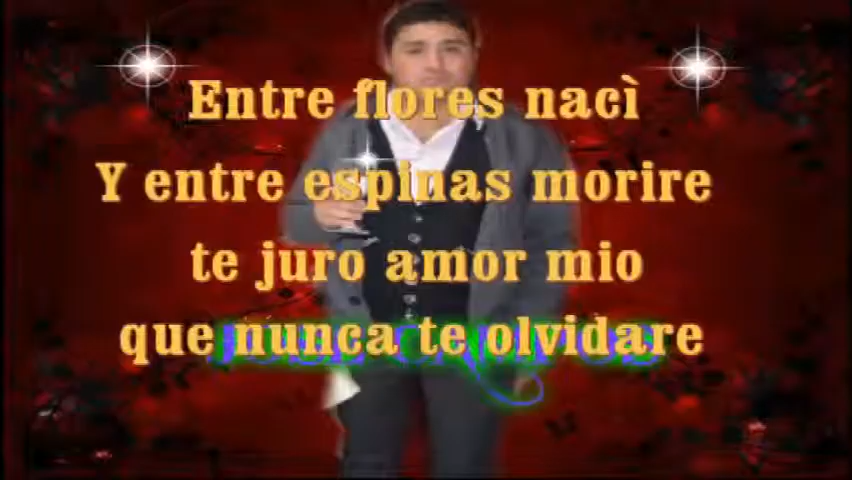 Entre flores nacì
Y entre espinas morire
te juro amor mio
que nunca te olvidare